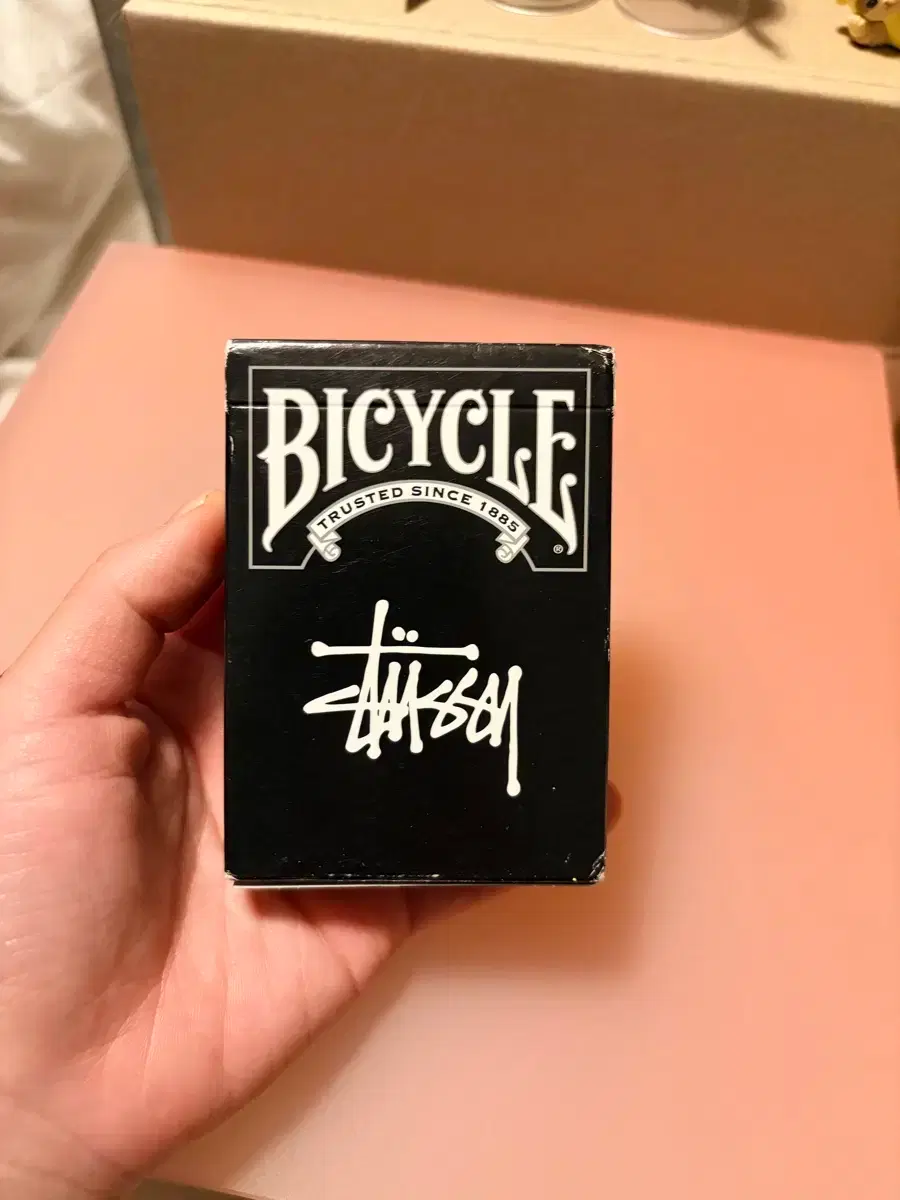 BICYCLE
TRUSTED SINCE 1885
®
Stüssy